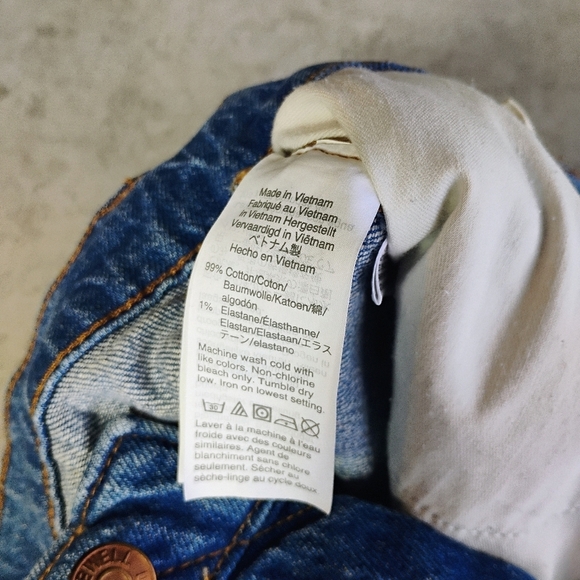 Made in Vietnam
Fabriqué au Vietnam
in Vietnam Hergestellt
Vervaardigd in Viëtnam
ベトナム製
Hecho en Vietnam
99% Cotton/Coton/
Baumwolle/Katoen/綿/
algodón
1% Elastane/Élasthanne/
Elastan/Elastaan/エラス
テーン/elastano
Machine wash cold with
like colors. Non-chlorine
bleach only. Tumble dry
low. Iron on lowest setting.
30
Laver à la machine à l'eau
froide avec des couleurs
similaires. Agent de
blanchiment sans chlore
seulement. Sécher au
sèche-linge au cycle doux.